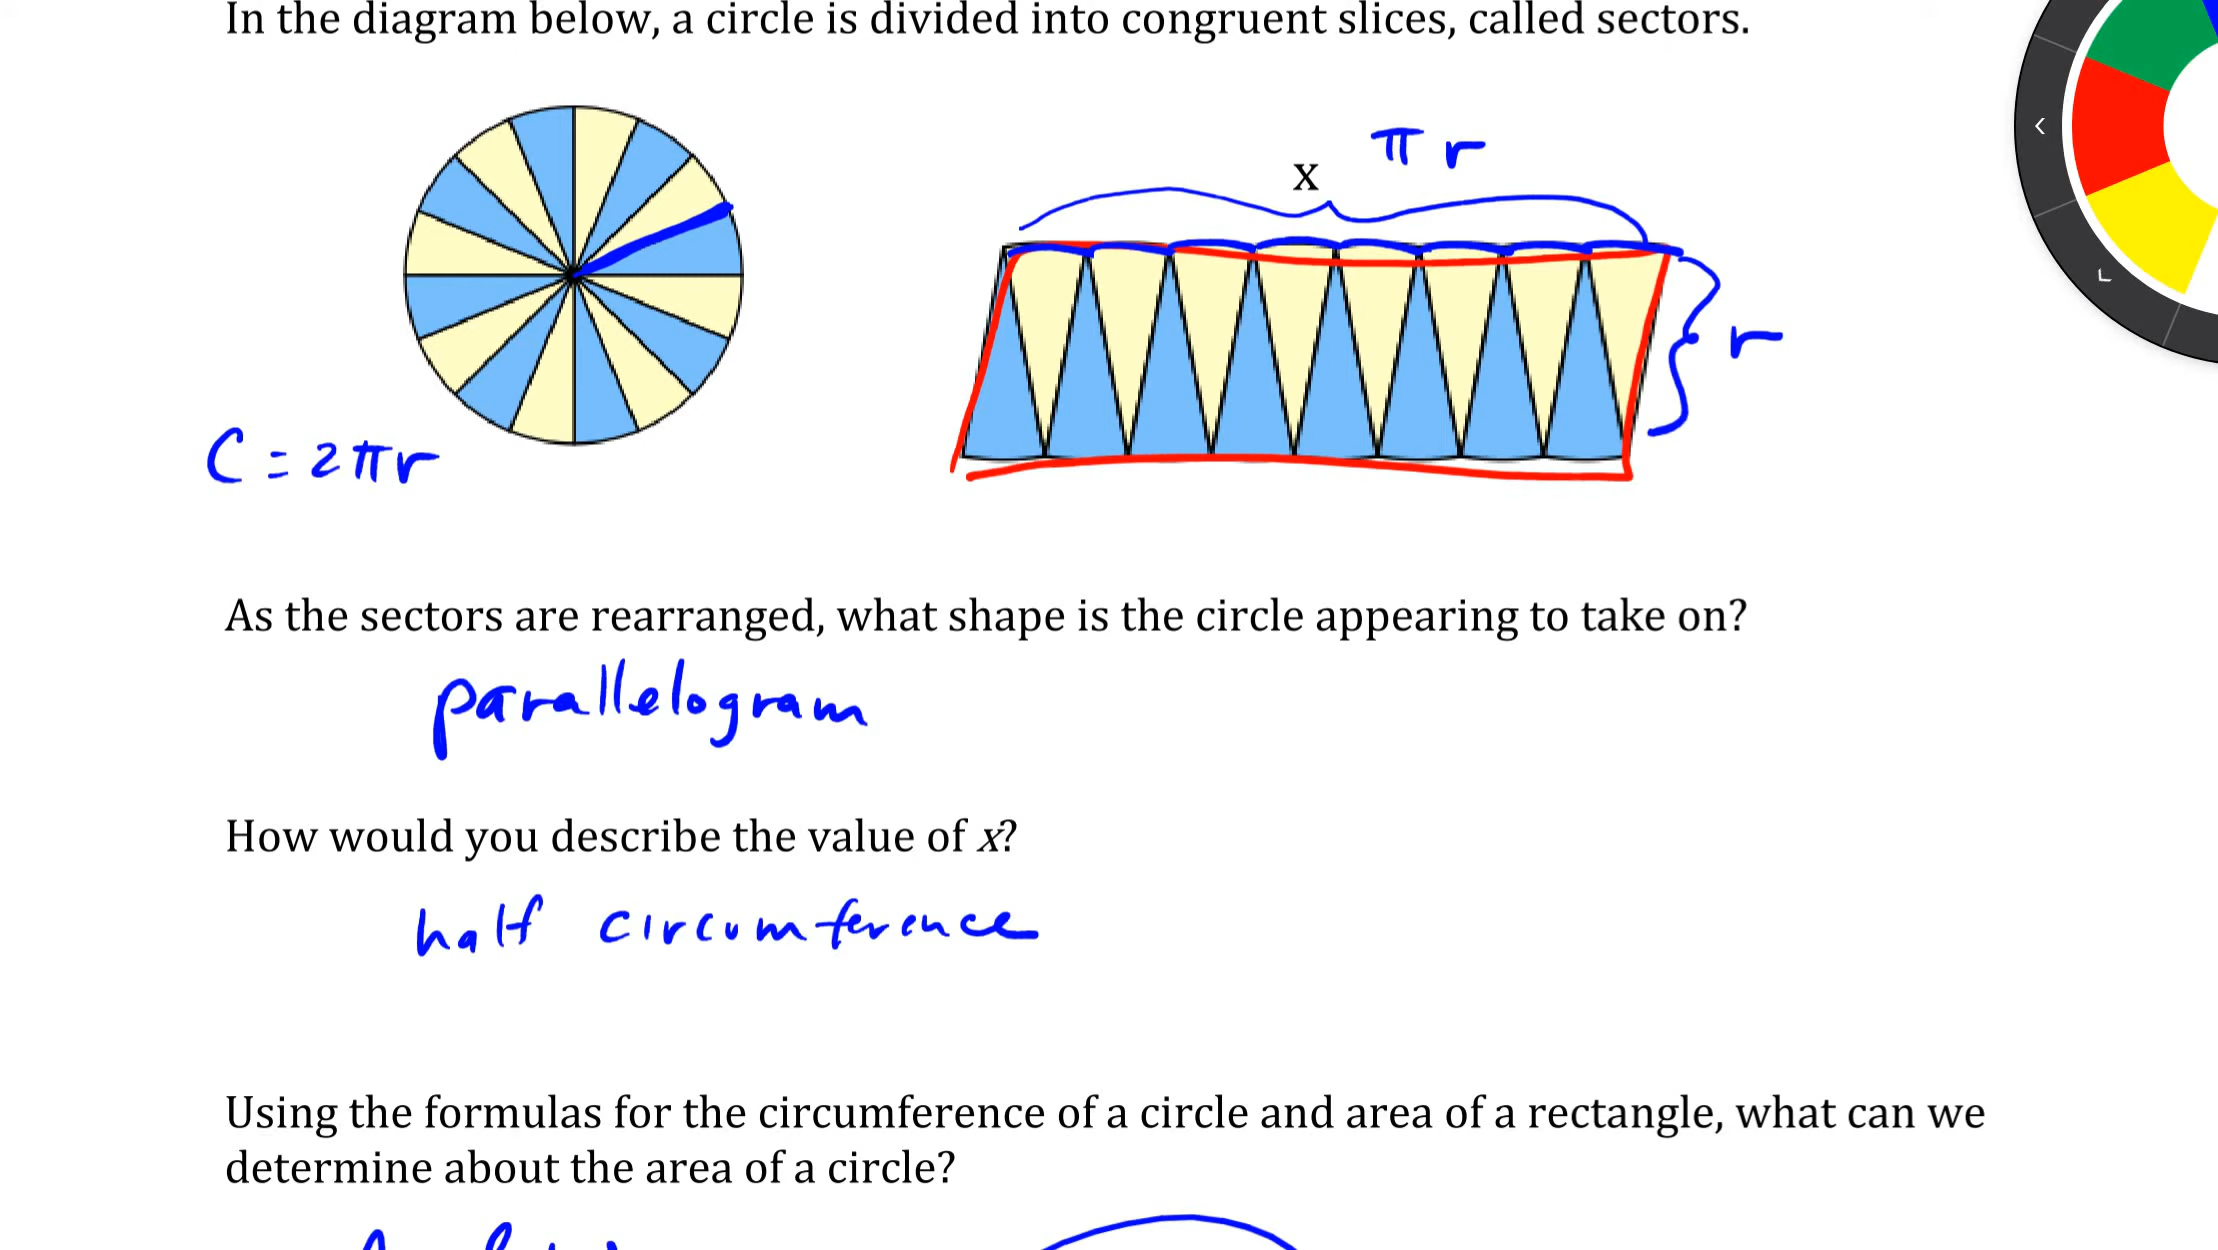 In the diagram below, a circle is divided into congruent slices, called sectors.
π r
x
r
C = 2πr
As the sectors are rearranged, what shape is the circle appearing to take on?
parallelogram
How would you describe the value of x?
half circumference
Using the formulas for the circumference of a circle and area of a rectangle, what can we
determine about the area of a circle?